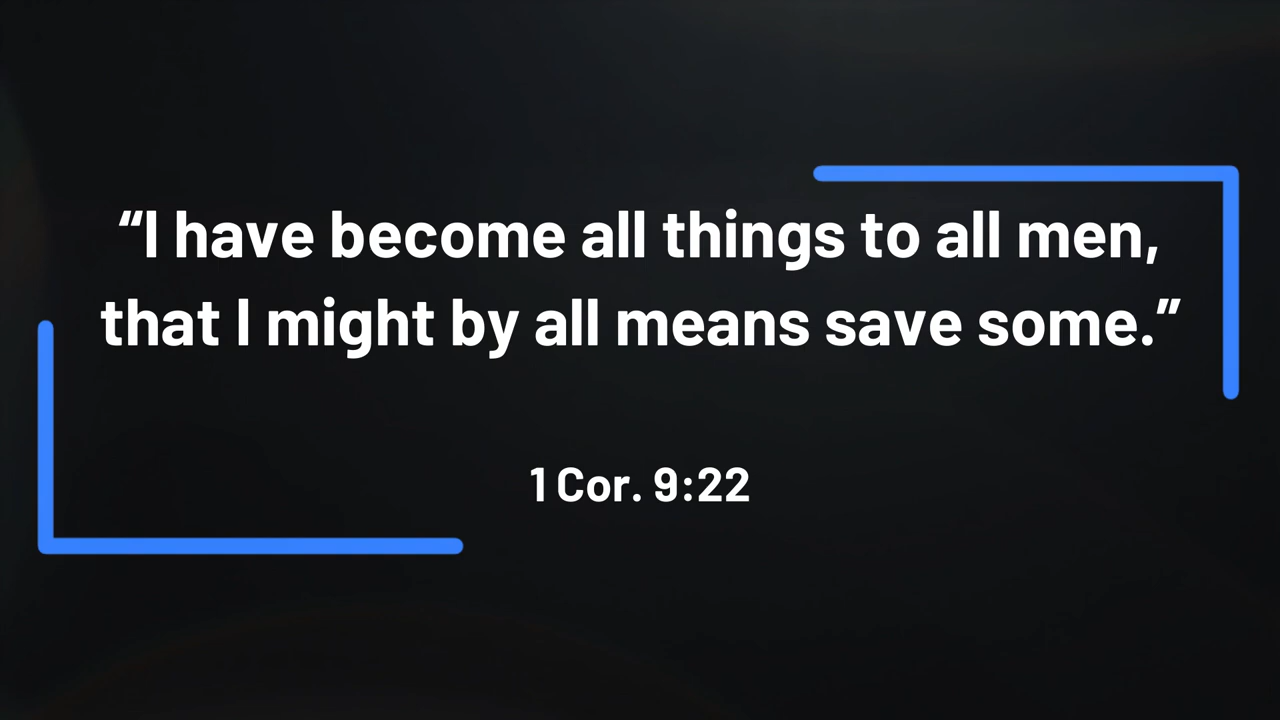 “I have become all things to all men,
that I might by all means save some.”
1 Cor. 9:22